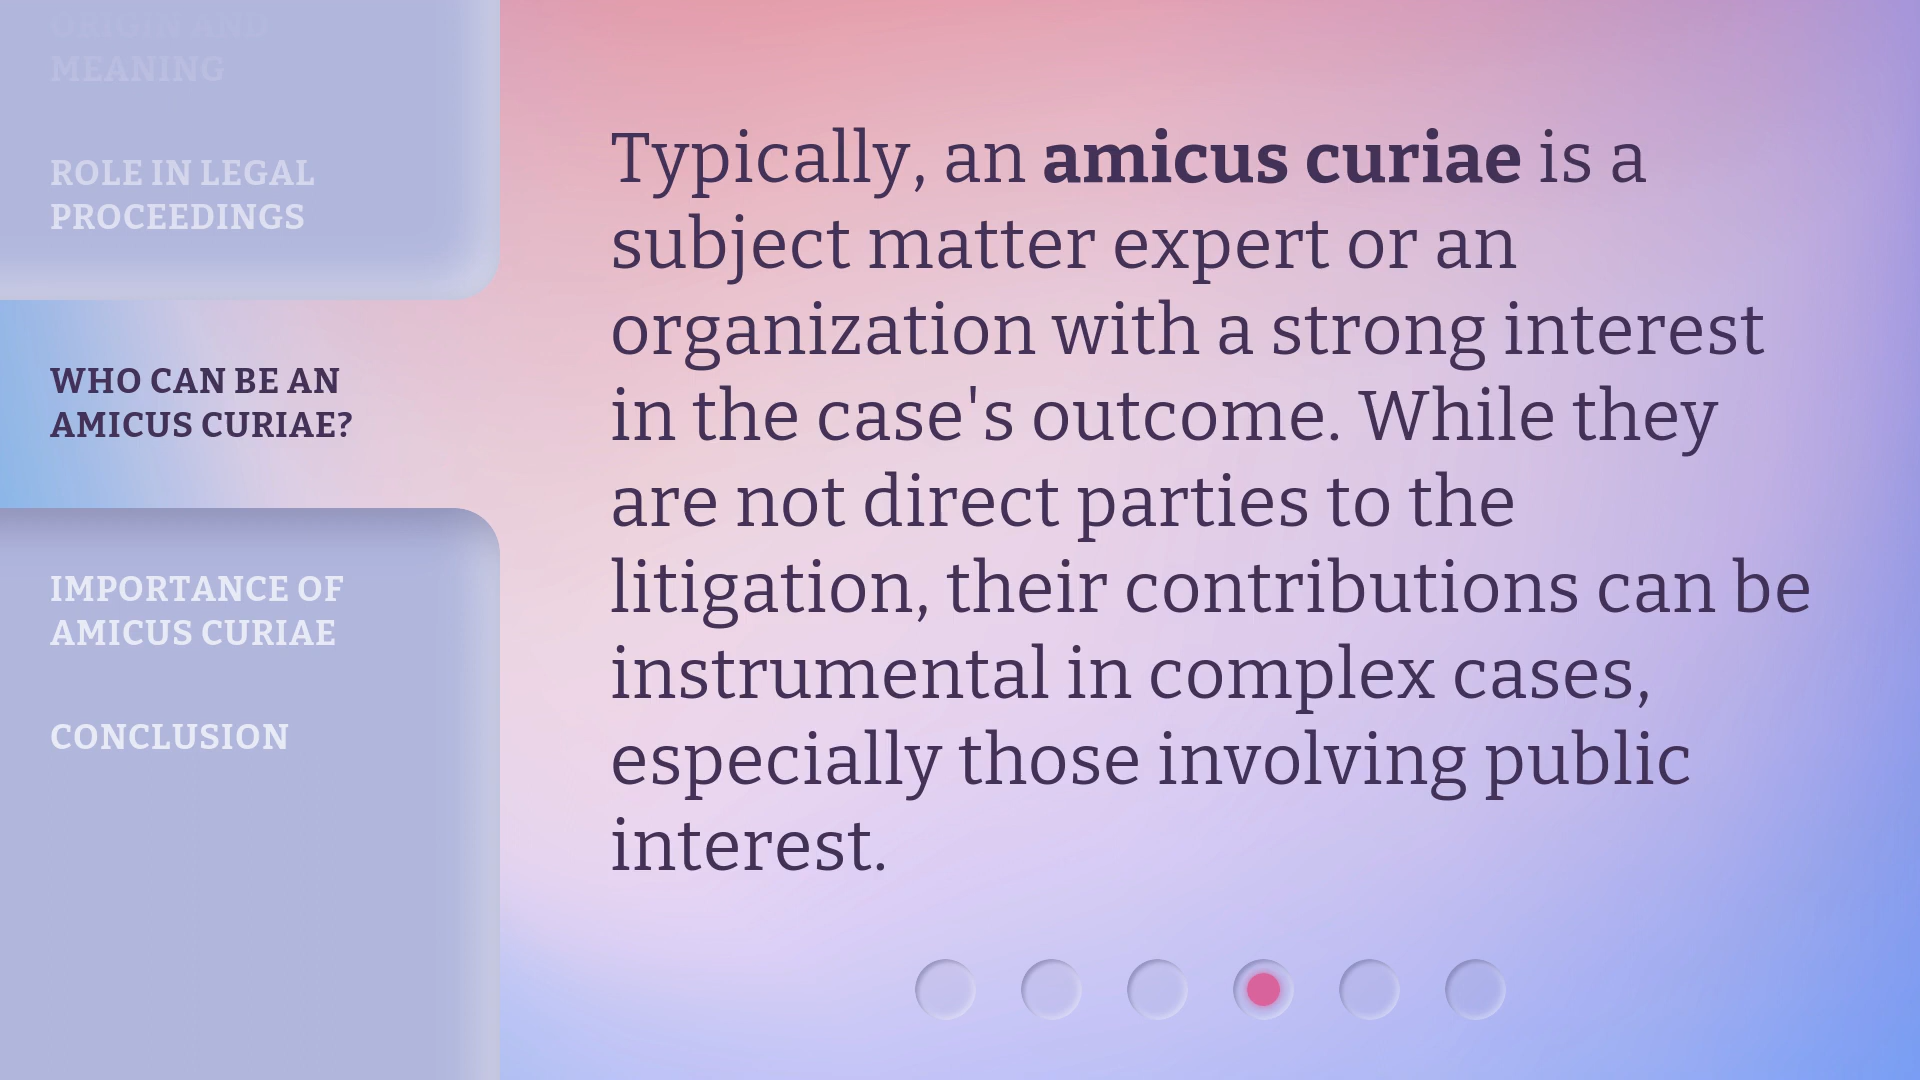 ORIGIN AND
MEANING
ROLE IN LEGAL
PROCEEDINGS
WHO CAN BE AN
AMICUS CURIAE?
IMPORTANCE OF
AMICUS CURIAE
CONCLUSION
Typically, an amicus curiae is a
subject matter expert or an
organization with a strong interest
in the case's outcome. While they
are not direct parties to the
litigation, their contributions can be
instrumental in complex cases,
especially those involving public
interest.